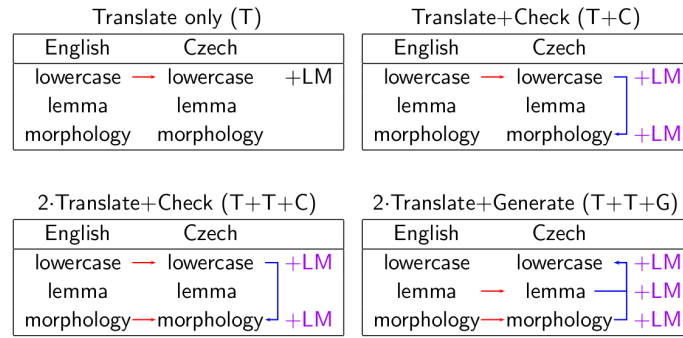 Translate only (T)
English Czech
lowercase lowercase +LM
lemma lemma
morphology morphology
Translate+Check (T+C)
English Czech
lowercase lowercase +LM
lemma lemma
morphology morphology +LM
2·Translate+Check (T+T+C)
English Czech
lowercase lowercase +LM
lemma lemma
morphology morphology +LM
2·Translate+Generate (T+T+G)
English Czech
lowercase lowercase +LM
lemma lemma +LM
morphology morphology +LM